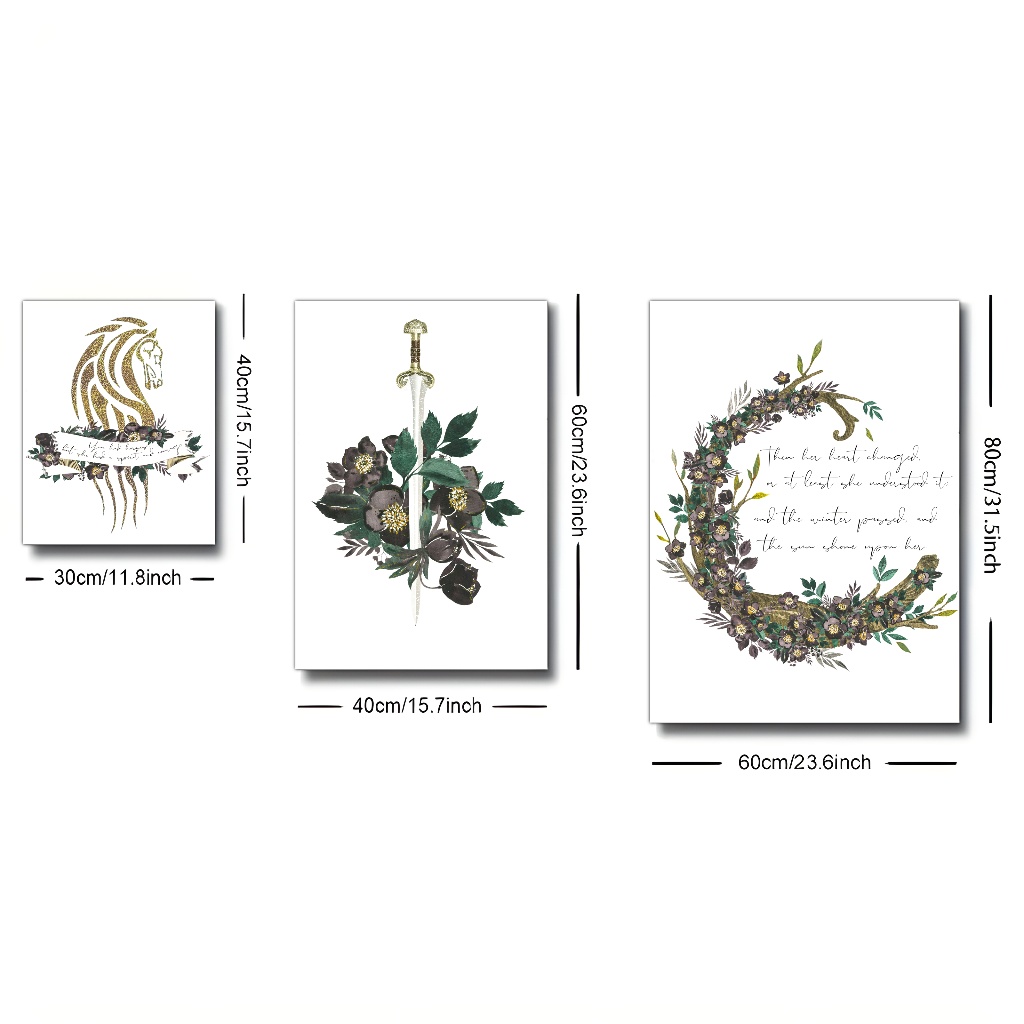 40cm/15.7inch
30cm/11.8inch
60cm/23.6inch
40cm/15.7inch
then her heart changed,
or at least she understood it
and the winter passed, and
the sun shone upon her
80cm/31.5inch
60cm/23.6inch